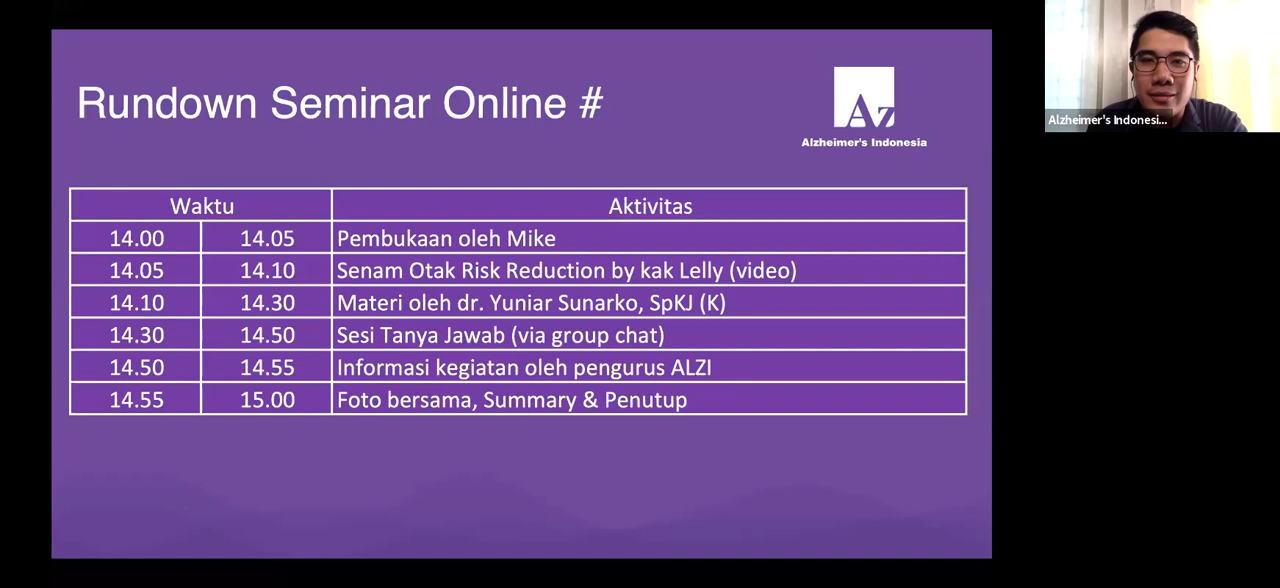 Rundown Seminar Online #
Az
Alzheimer's Indonesia
Alzheimer's Indonesi...
Waktu Aktivitas
14.00 14.05 Pembukaan oleh Mike
14.05 14.10 Senam Otak Risk Reduction by kak Lelly (video)
14.10 14.30 Materi oleh dr. Yuniar Sunarko, SpKJ (K)
14.30 14.50 Sesi Tanya Jawab (via group chat)
14.50 14.55 Informasi kegiatan oleh pengurus ALZI
14.55 15.00 Foto bersama, Summary & Penutup